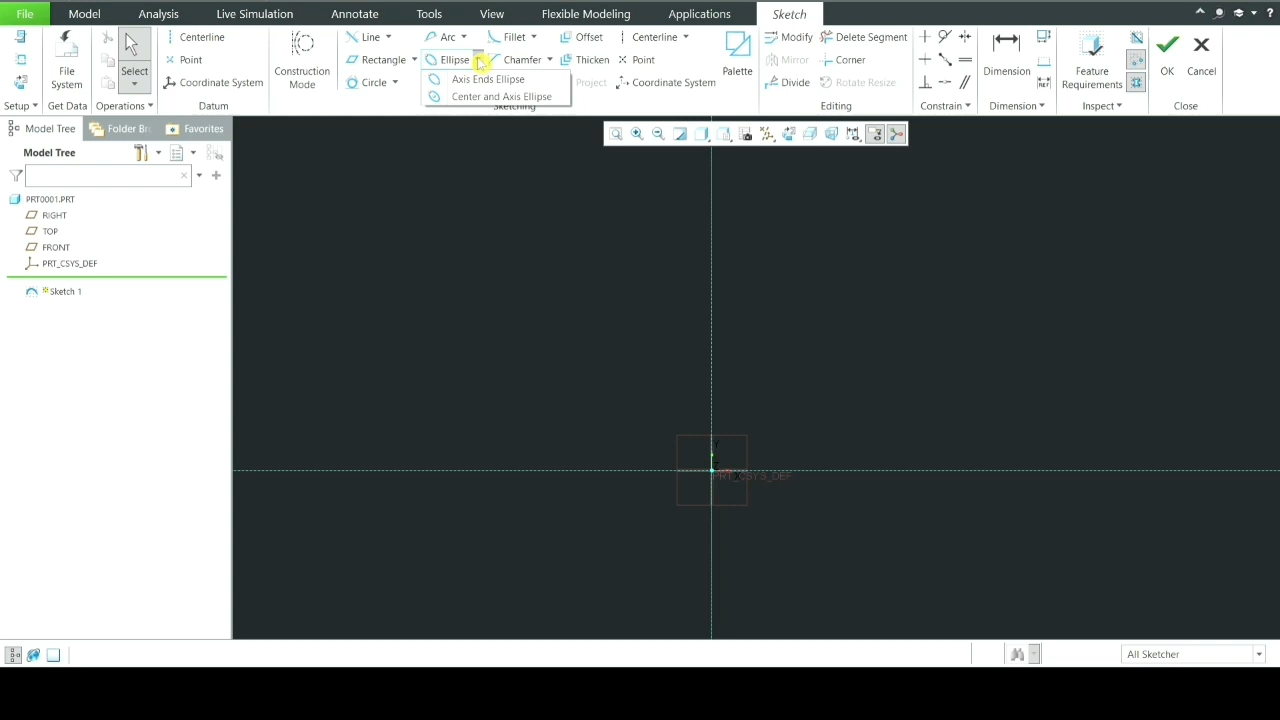 File Model Analysis Live Simulation Annotate Tools View Flexible Modeling Applications Sketch
Centerline Line Arc Fillet Offset Centerline Modify Delete Segment
Point Rectangle Ellipse Chamfer Thicken Point Mirror Corner
Coordinate System Circle Project Coordinate System Divide Rotate Resize
File System Select Construction Mode Palette Dimension Feature Requirements OK Cancel
Axis Ends Ellipse
Center and Axis Ellipse
Setup Get Data Operations Datum Sketching Editing Constrain Dimension Inspect Close
REF
Model Tree Folder Br Favorites
Model Tree
PRT0001.PRT
RIGHT
TOP
FRONT
PRT_CSYS_DEF
Sketch 1
Y
PRT_CSYS_DEF
All Sketcher